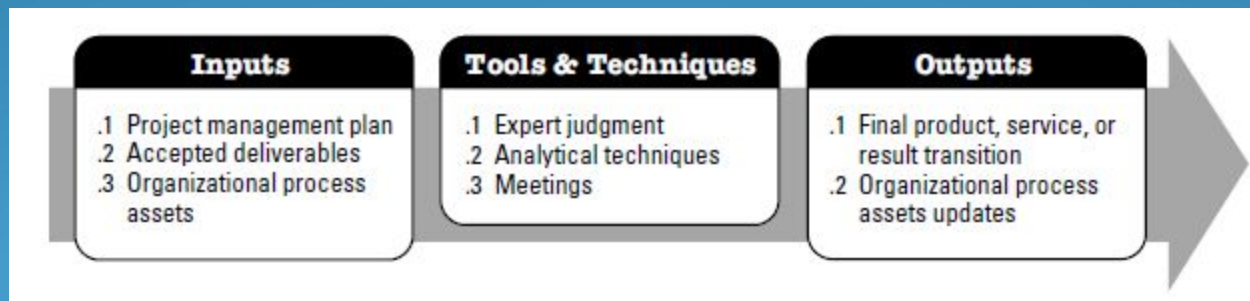 Inputs
.1 Project management plan
.2 Accepted deliverables
.3 Organizational process
assets
Tools & Techniques
.1 Expert judgment
.2 Analytical techniques
.3 Meetings
Outputs
.1 Final product, service, or
result transition
.2 Organizational process
assets updates